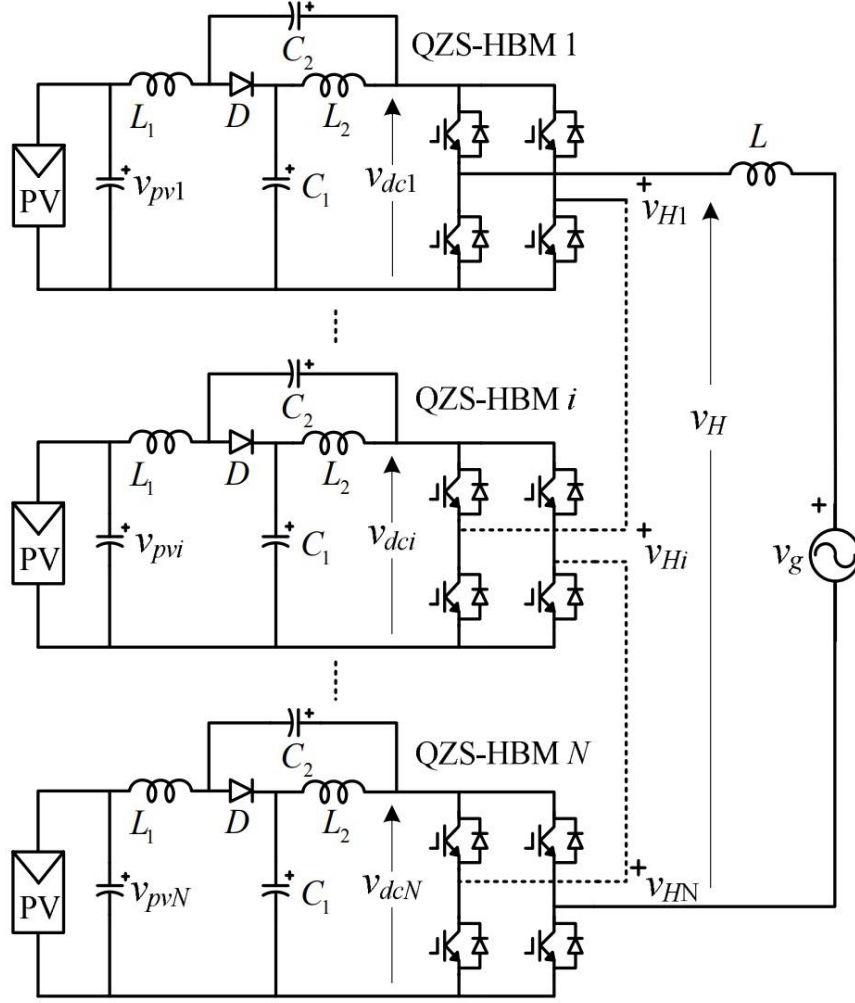 C2
QZS-HBM 1
L1
D
L2
L
PV
+
vpv1
+
C1
vdc1
+
vH1
+
C2
QZS-HBM i
vH
L1
D
L2
PV
+
vpvi
+
C1
vdci
+
vHi
+
vg
+
C2
QZS-HBM N
L1
D
L2
PV
+
vpvN
+
C1
vdcN
+
vHN